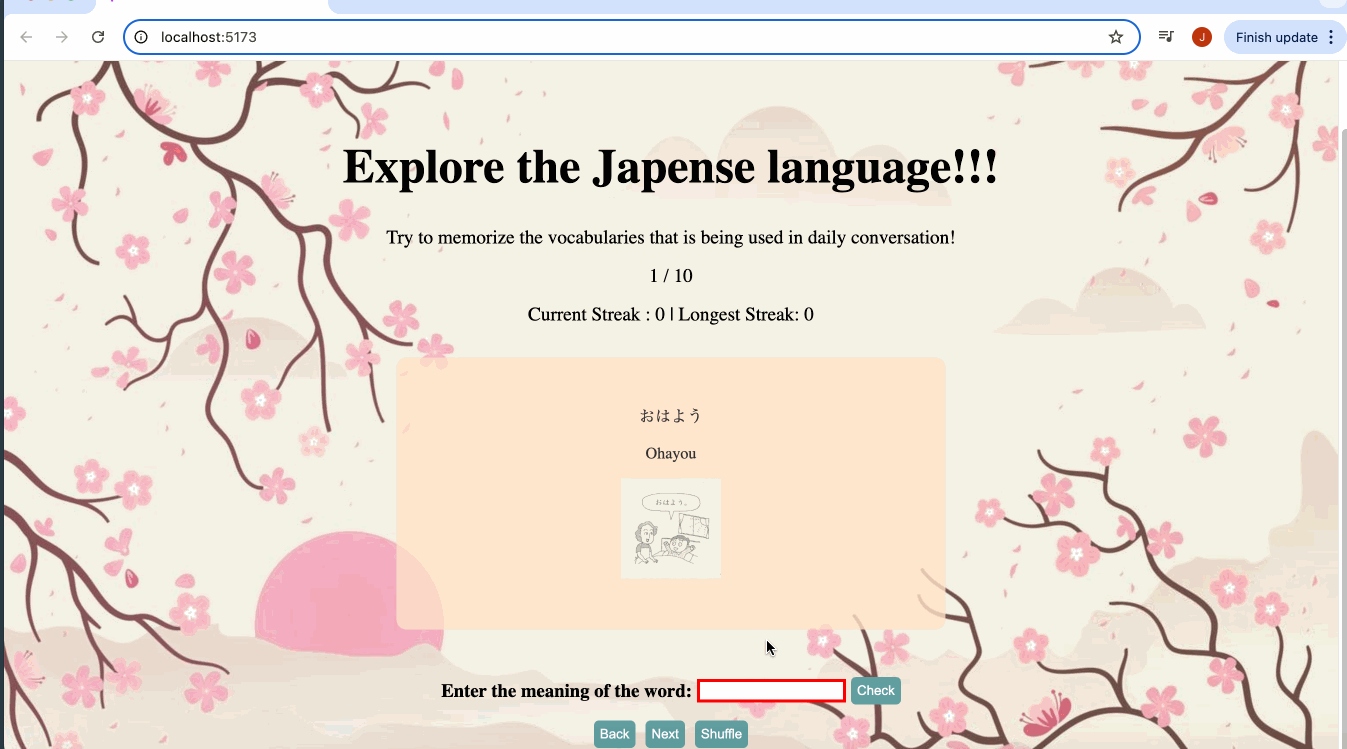 localhost:5173
J
Finish update
Explore the Japense language!!!
Try to memorize the vocabularies that is being used in daily conversation!
1 / 10
Current Streak : 0 | Longest Streak: 0
おはよう
Ohayou
おはよう。
Enter the meaning of the word:
Check
Back
Next
Shuffle